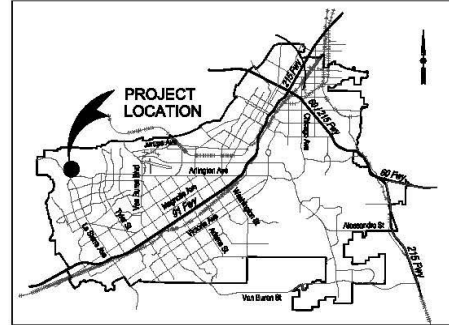 PROJECT
LOCATION
215 Fwy
60 / 215 Fwy
Chicago Ave
Jurupa Ave
Arlington Ave
Van Buren Blvd
Magnolia Ave
91 Fwy
Washington St
60 Fwy
Tyler St
La Sierra Ave
Victoria Ave
Adams St
Alessandro St
215 Fwy
Van Buren St